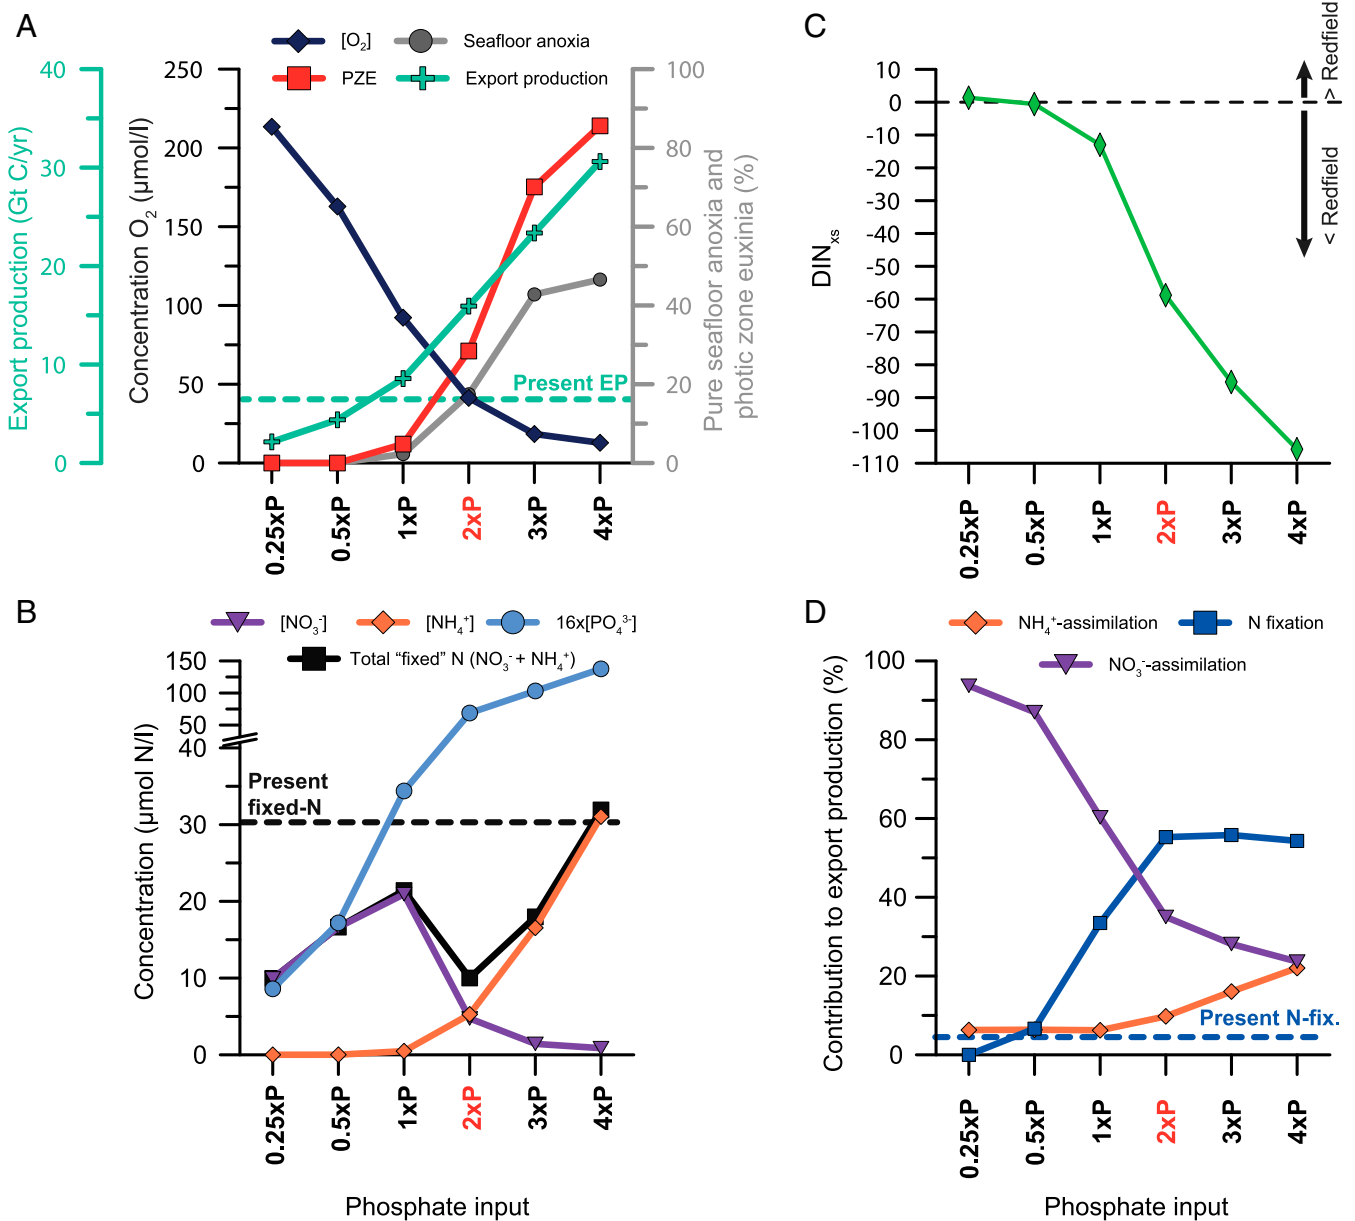 A
[O₂]
Seafloor anoxia
PZE
Export production
Export production (Gt C/yr)
40
30
20
10
0
Concentration O₂ (µmol/l)
250
200
150
100
50
0
100
80
60
40
20
0
Pure seafloor anoxia and
photic zone euxinia (%)
Present EP
0.25xP
0.5xP
1xP
2xP
3xP
4xP
B
[NO₃⁻]
[NH₄⁺]
16x[PO₄³⁻]
Total “fixed” N (NO₃⁻ + NH₄⁺)
Concentration (µmol N/l)
150
100
50
40
30
20
10
0
Present
fixed-N
0.25xP
0.5xP
1xP
2xP
3xP
4xP
Phosphate input
C
DINₓₛ
10
0
-10
-20
-30
-40
-50
-60
-70
-80
-90
-100
-110
> Redfield
< Redfield
0.25xP
0.5xP
1xP
2xP
3xP
4xP
D
NH₄⁺-assimilation
N fixation
NO₃⁻-assimilation
Contribution to export production (%)
100
80
60
40
20
0
Present N-fix.
0.25xP
0.5xP
1xP
2xP
3xP
4xP
Phosphate input